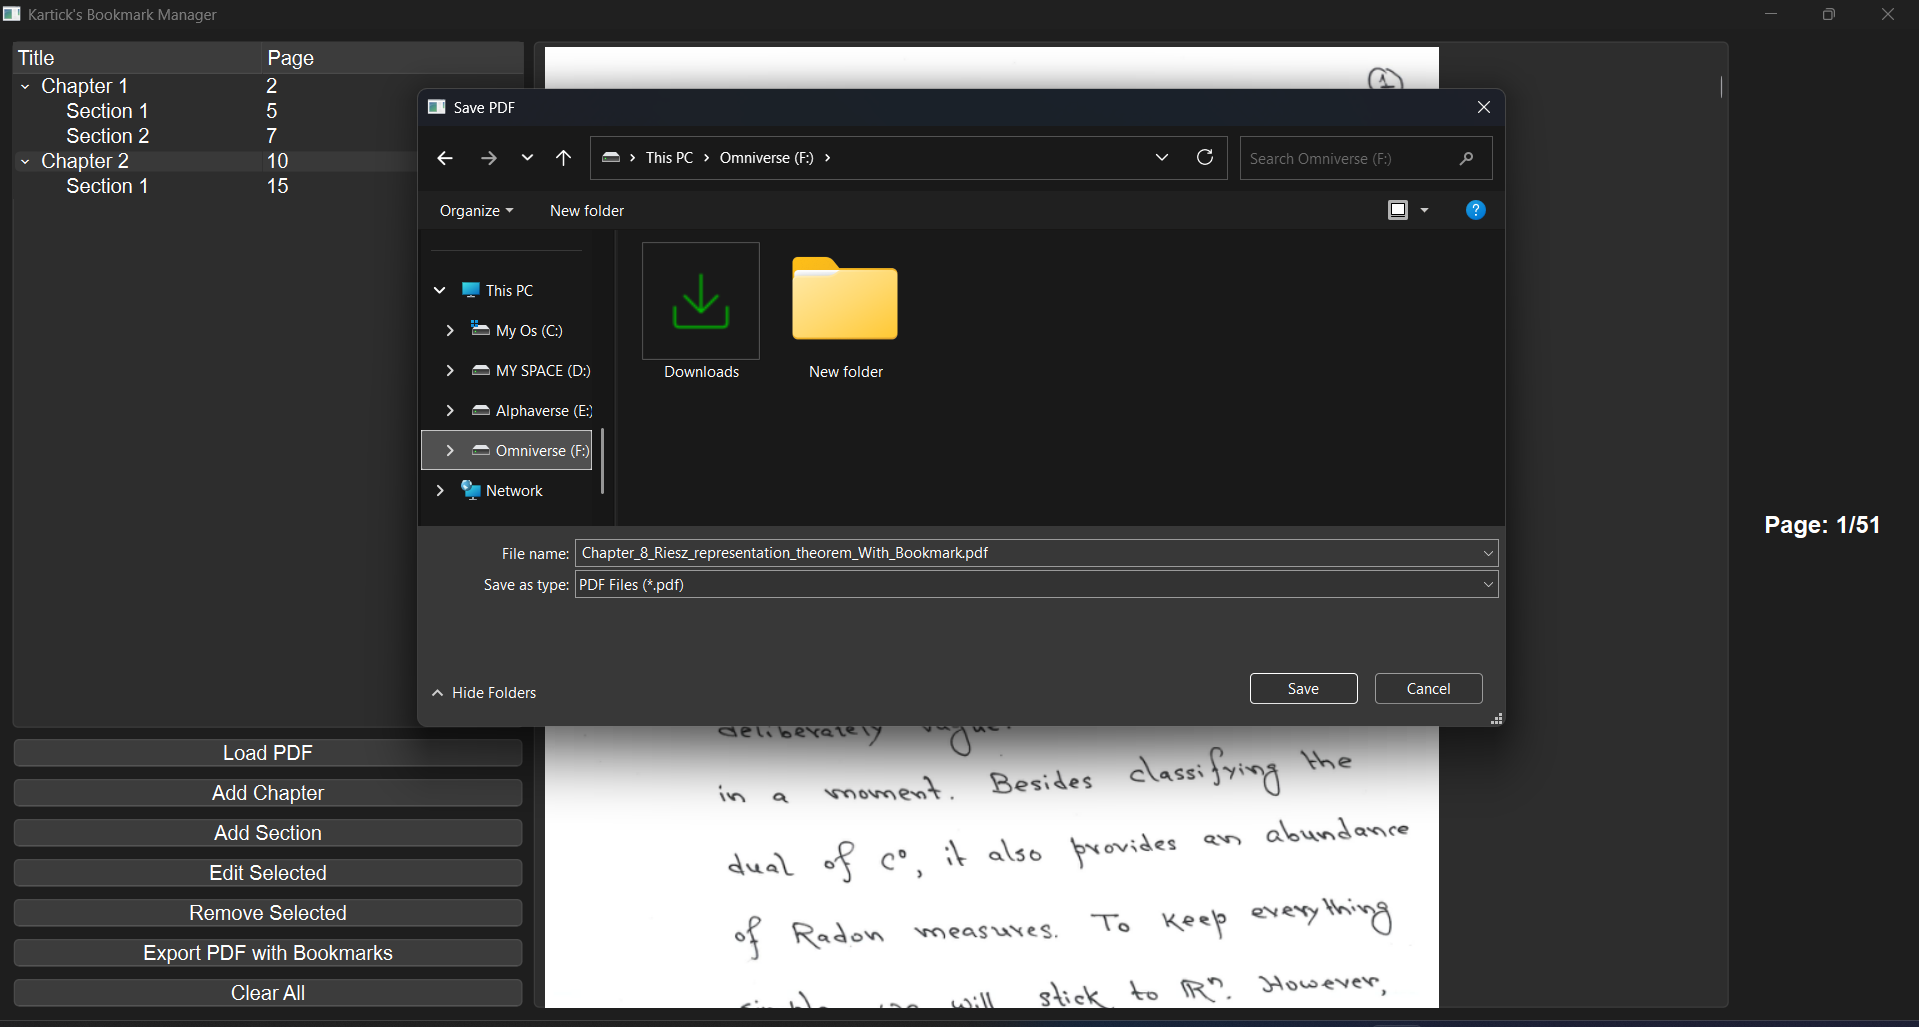 Kartick's Bookmark Manager
Title Page
Chapter 1 2
Section 1 5
Section 2 7
Chapter 2 10
Section 1 15
Load PDF
Add Chapter
Add Section
Edit Selected
Remove Selected
Export PDF with Bookmarks
Clear All
1
Save PDF
This PC › Omniverse (F:) ›
Search Omniverse (F:)
Organize New folder
?
This PC
My Os (C:)
MY SPACE (D:)
Alphaverse (E:)
Omniverse (F:)
Network
Downloads
New folder
File name: Chapter_8_Riesz_representation_theorem_With_Bookmark.pdf
Save as type: PDF Files (*.pdf)
Hide Folders
Save Cancel
deliberately vague.
in a moment. Besides classifying the
dual of C⁰, it also provides an abundance
of Radon measures. To keep everything
we will stick to ℝⁿ. However,
Page: 1/51